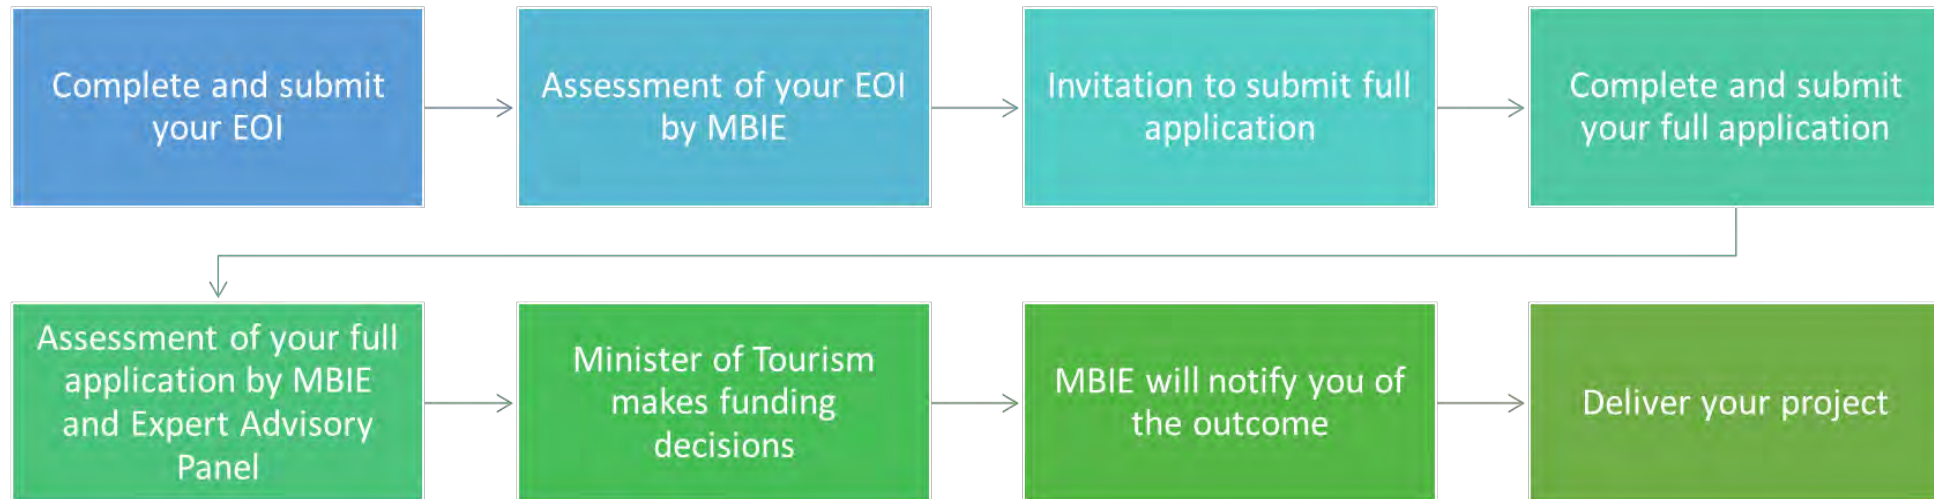 Complete and submit
your EOI
Assessment of your EOI
by MBIE
Invitation to submit full
application
Complete and submit
your full application
Assessment of your full
application by MBIE
and Expert Advisory
Panel
Minister of Tourism
makes funding
decisions
MBIE will notify you of
the outcome
Deliver your project